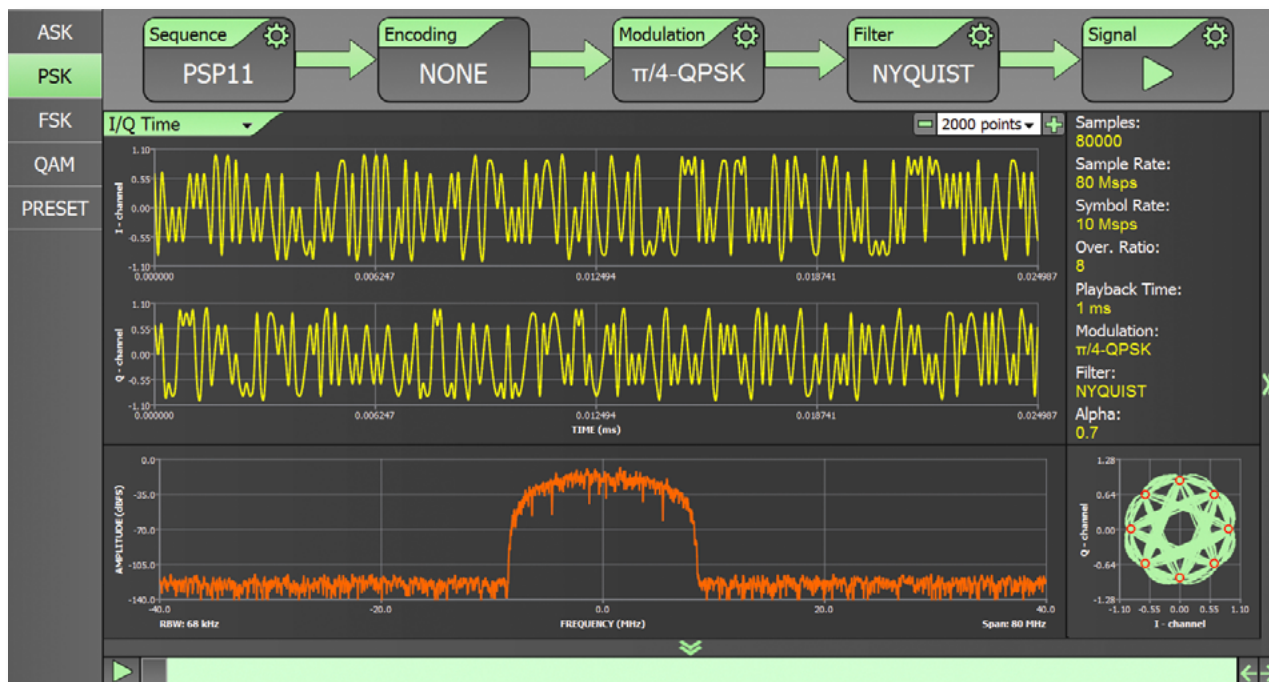 ASK
PSK
FSK
QAM
PRESET
Sequence
PSP11
Encoding
NONE
Modulation
π/4-QPSK
Filter
NYQUIST
Signal
I/Q Time
2000 points
1.10
0.55
0.00
-0.55
-1.10
I - channel
0.000000 0.006247 0.012494 0.018741 0.024987
1.10
0.55
0.00
-0.55
-1.10
Q - channel
0.000000 0.006247 0.012494 0.018741 0.024987
TIME (ms)
Samples:
80000
Sample Rate:
80 Msps
Symbol Rate:
10 Msps
Over. Ratio:
8
Playback Time:
1 ms
Modulation:
π/4-QPSK
Filter:
NYQUIST
Alpha:
0.7
0.0
-35.0
-70.0
-105.0
-140.0
AMPLITUDE (dBFS)
-40.0 -20.0 0.0 20.0 40.0
RBW: 68 kHz FREQUENCY (MHz) Span: 80 MHz
1.28
0.64
0.00
-0.64
-1.28
Q - channel
-1.10 -0.55 0.00 0.55 1.10
I - channel